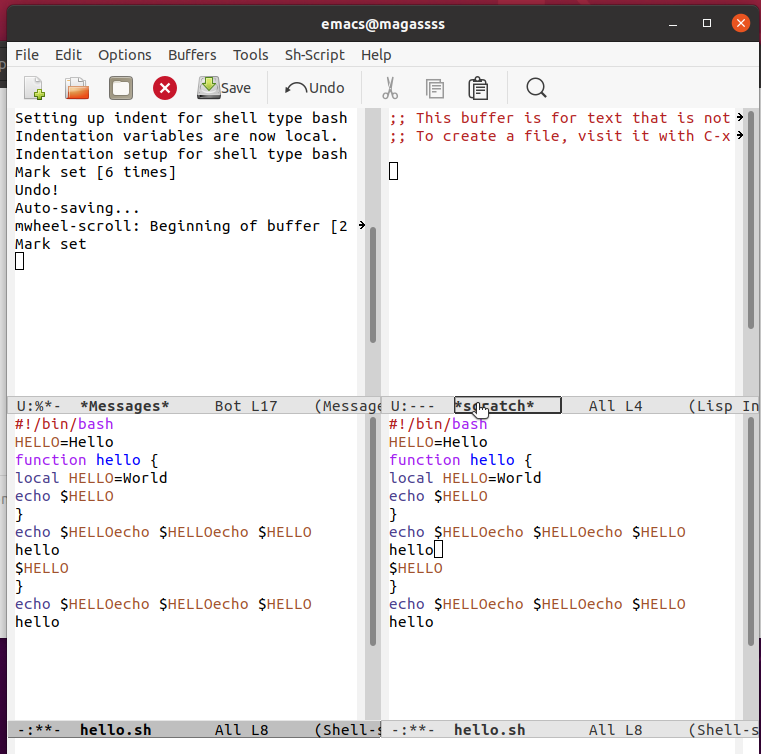 emacs@magassss
File Edit Options Buffers Tools Sh-Script Help
Save Undo
Setting up indent for shell type bash
Indentation variables are now local.
Indentation setup for shell type bash
Mark set [6 times]
Undo!
Auto-saving...
mwheel-scroll: Beginning of buffer [2
Mark set
U:%*-  *Messages*     Bot L17    (Message
;; This buffer is for text that is not
;; To create a file, visit it with C-x
U:---  *scratch*      All L4     (Lisp In
#!/bin/bash
HELLO=Hello
function hello {
local HELLO=World
echo $HELLO
}
echo $HELLOecho $HELLOecho $HELLO
hello
$HELLO
}
echo $HELLOecho $HELLOecho $HELLO
hello
-:**-  hello.sh       All L8     (Shell-s
#!/bin/bash
HELLO=Hello
function hello {
local HELLO=World
echo $HELLO
}
echo $HELLOecho $HELLOecho $HELLO
hello
$HELLO
}
echo $HELLOecho $HELLOecho $HELLO
hello
-:**-  hello.sh       All L8     (Shell-s